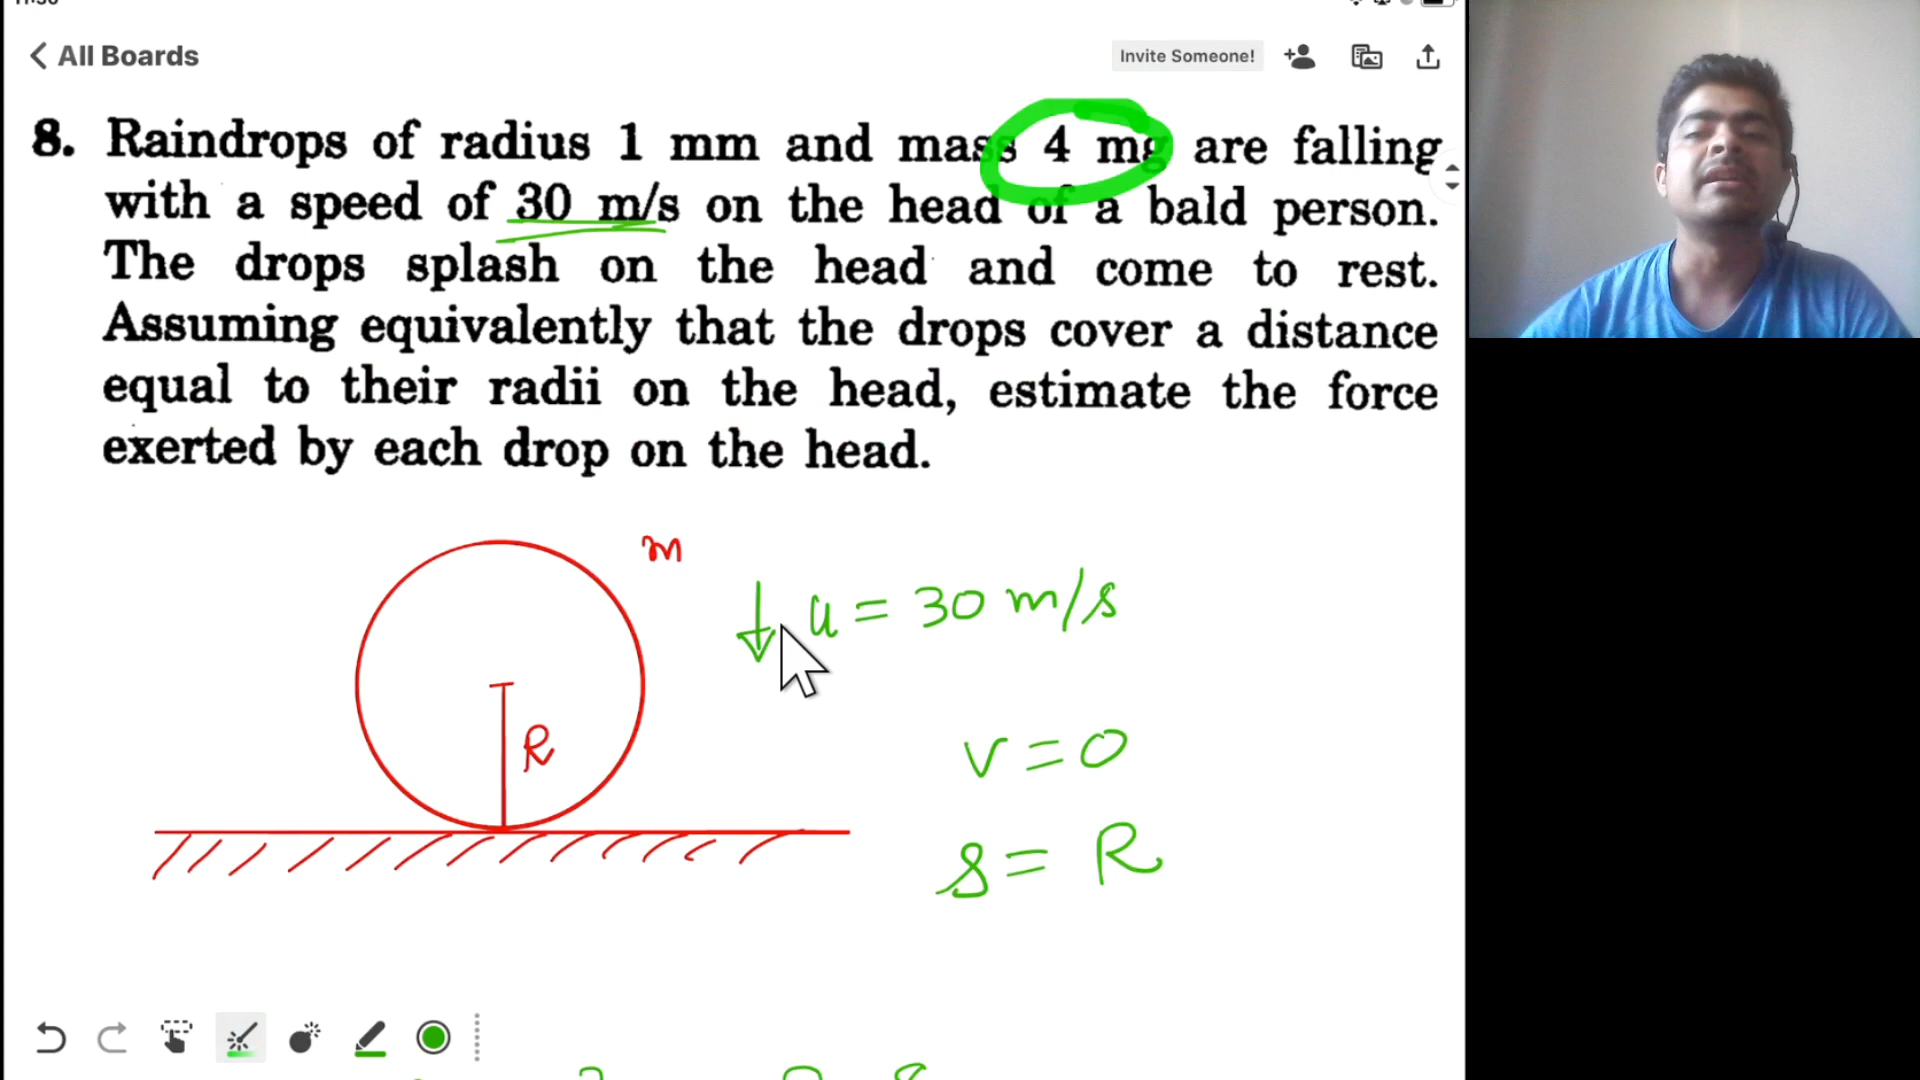 All Boards
Invite Someone!
8. Raindrops of radius 1 mm and mass 4 mg are falling
with a speed of 30 m/s on the head of a bald person.
The drops splash on the head and come to rest.
Assuming equivalently that the drops cover a distance
equal to their radii on the head, estimate the force
exerted by each drop on the head.
m
u = 30 m/s
R
v = 0
s = R